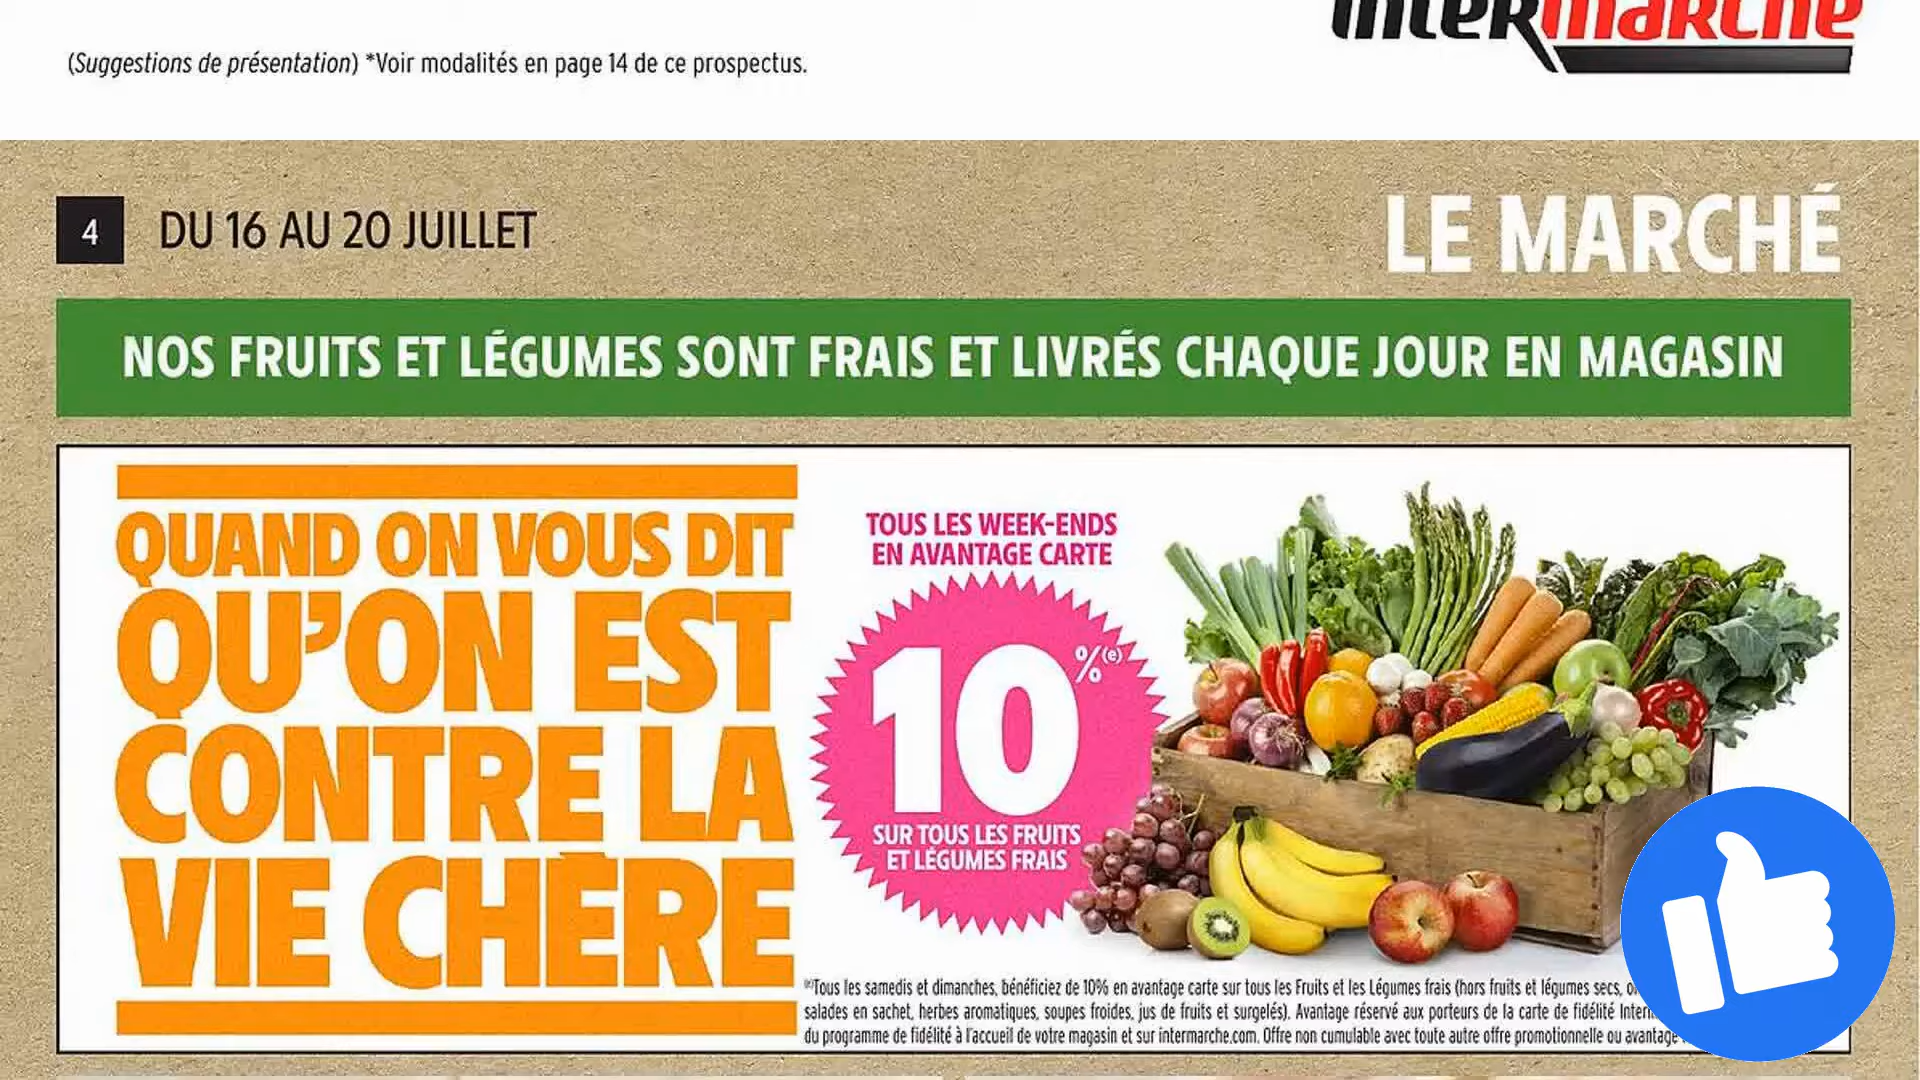 Intermarché
(Suggestions de présentation) *Voir modalités en page 14 de ce prospectus.
4 DU 16 AU 20 JUILLET
LE MARCHÉ
NOS FRUITS ET LÉGUMES SONT FRAIS ET LIVRÉS CHAQUE JOUR EN MAGASIN
QUAND ON VOUS DIT
QU'ON EST
CONTRE LA
VIE CHÈRE
TOUS LES WEEK-ENDS
EN AVANTAGE CARTE
10%(e)
SUR TOUS LES FRUITS
ET LÉGUMES FRAIS
(e)Tous les samedis et dimanches, bénéficiez de 10% en avantage carte sur tous les Fruits et les Légumes frais (hors fruits et légumes secs,
salades en sachet, herbes aromatiques, soupes froides, jus de fruits et surgelés). Avantage réservé aux porteurs de la carte de fidélité
du programme de fidélité à l'accueil de votre magasin et sur intermarche.com. Offre non cumulable avec toute autre offre promotionnelle ou avantage